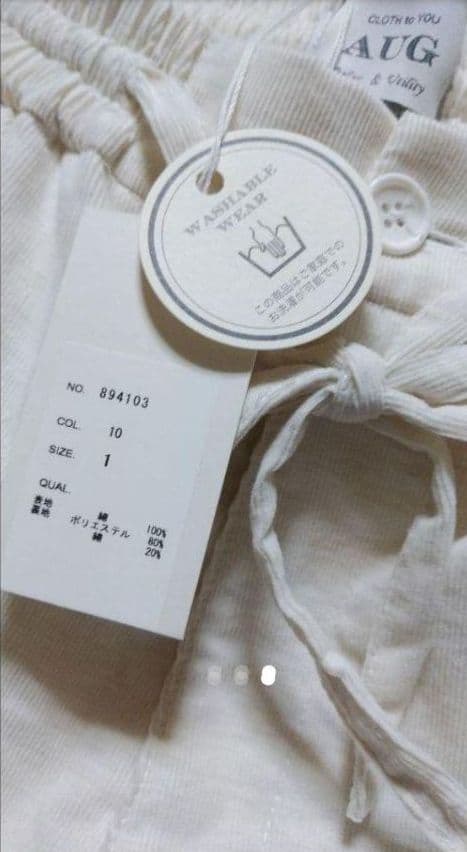 CLOTH to YOU
AUG
& Utility
WASHABLE
WEAR
この商品はご家庭での
お洗濯が可能です。
NO. 894103
COL. 10
SIZE. 1
QUAL.
表地 綿 100%
裏地 ポリエステル 80%
綿 20%